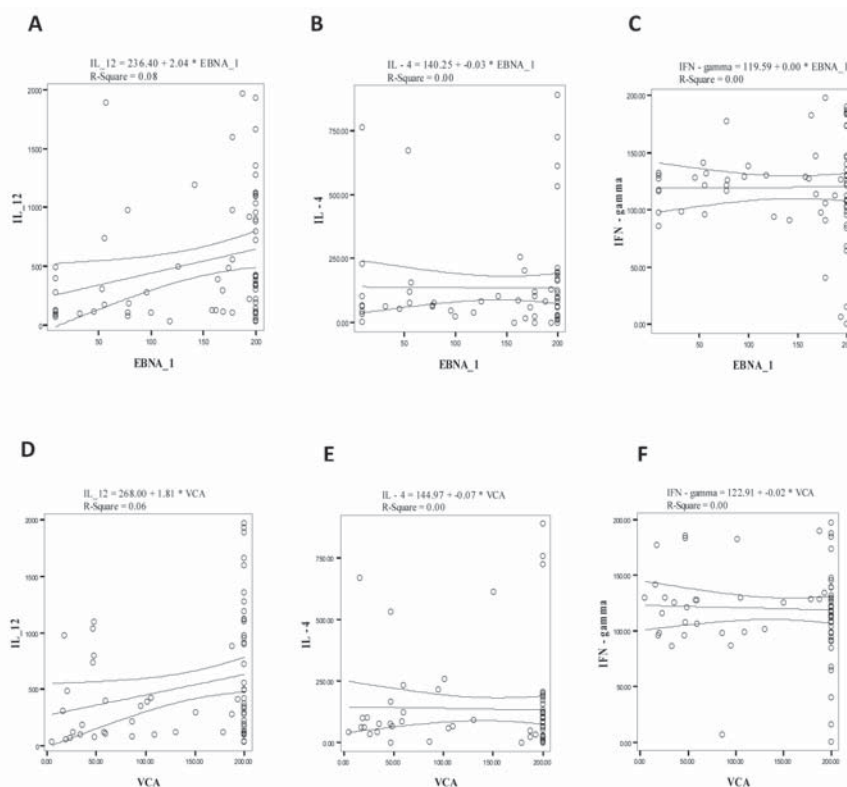 A
B
C
IL_12 = 236.40 + 2.04 * EBNA_1
R-Square = 0.08
IL - 4 = 140.25 + -0.03 * EBNA_1
R-Square = 0.00
IFN - gamma = 119.59 + 0.00 * EBNA_1
R-Square = 0.00
2000
1500
1000
500
0
IL_12
50 100 150 200
EBNA_1
750.00
500.00
250.00
0.00
IL - 4
50 100 150 200
EBNA_1
200.00
150.00
100.00
50.00
0.00
IFN - gamma
50 100 150 200
EBNA_1
D
E
F
IL_12 = 268.00 + 1.81 * VCA
R-Square = 0.06
IL - 4 = 144.97 + -0.07 * VCA
R-Square = 0.00
IFN - gamma = 122.91 + -0.02 * VCA
R-Square = 0.00
2000
1500
1000
500
0
IL_12
0.00 50.00 100.00 150.00 200.00
VCA
750.00
500.00
250.00
0.00
IL - 4
0.00 50.00 100.00 150.00 200.00
VCA
200.00
150.00
100.00
50.00
0.00
IFN - gamma
0.00 50.00 100.00 150.00 200.00
VCA